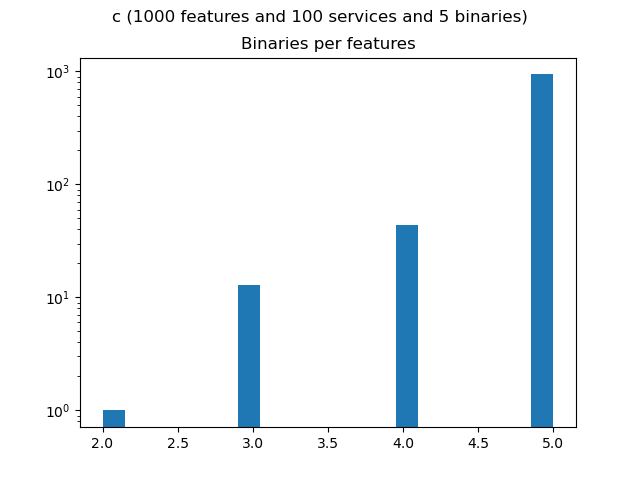 c (1000 features and 100 services and 5 binaries)
Binaries per features
10³
10²
10¹
10⁰
2.0 2.5 3.0 3.5 4.0 4.5 5.0